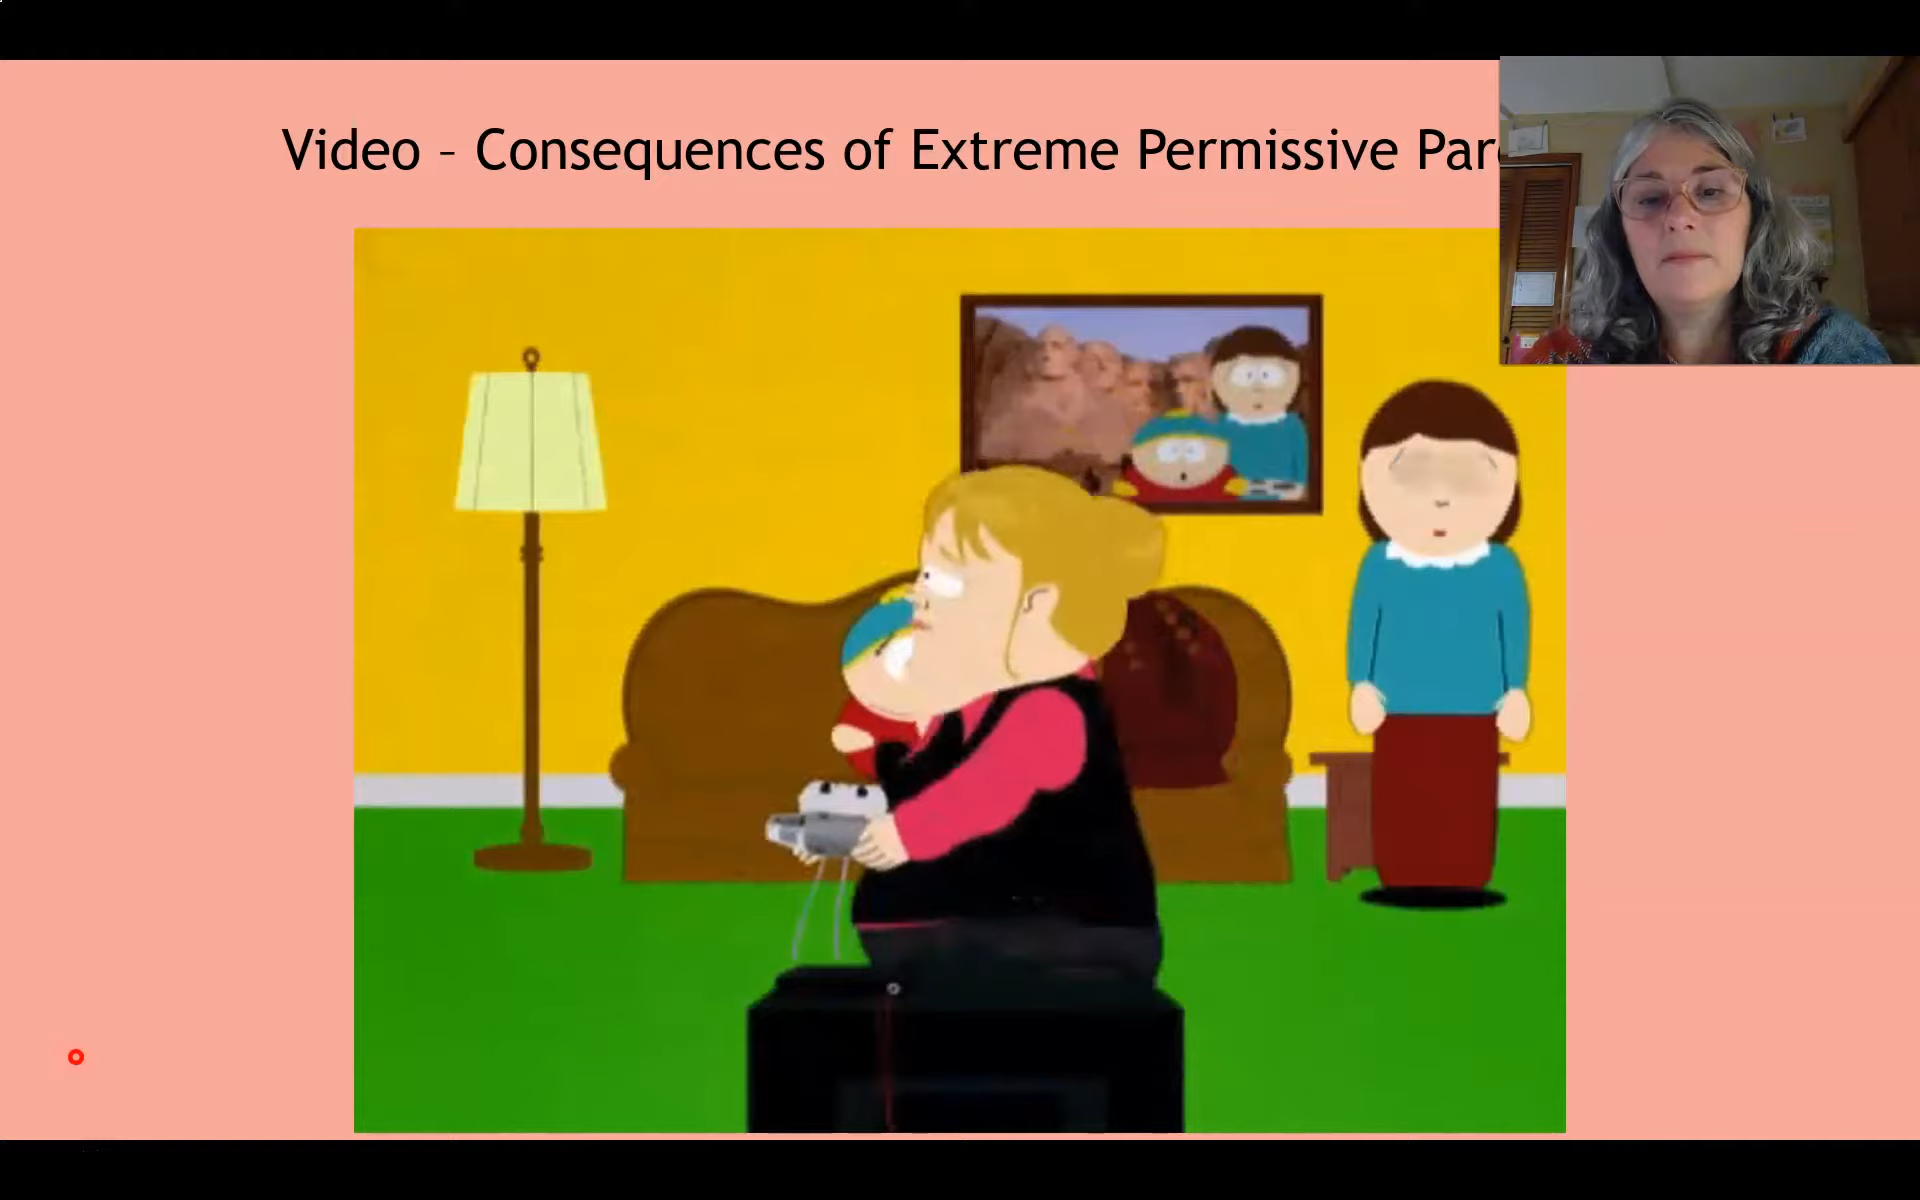 Video – Consequences of Extreme Permissive Par